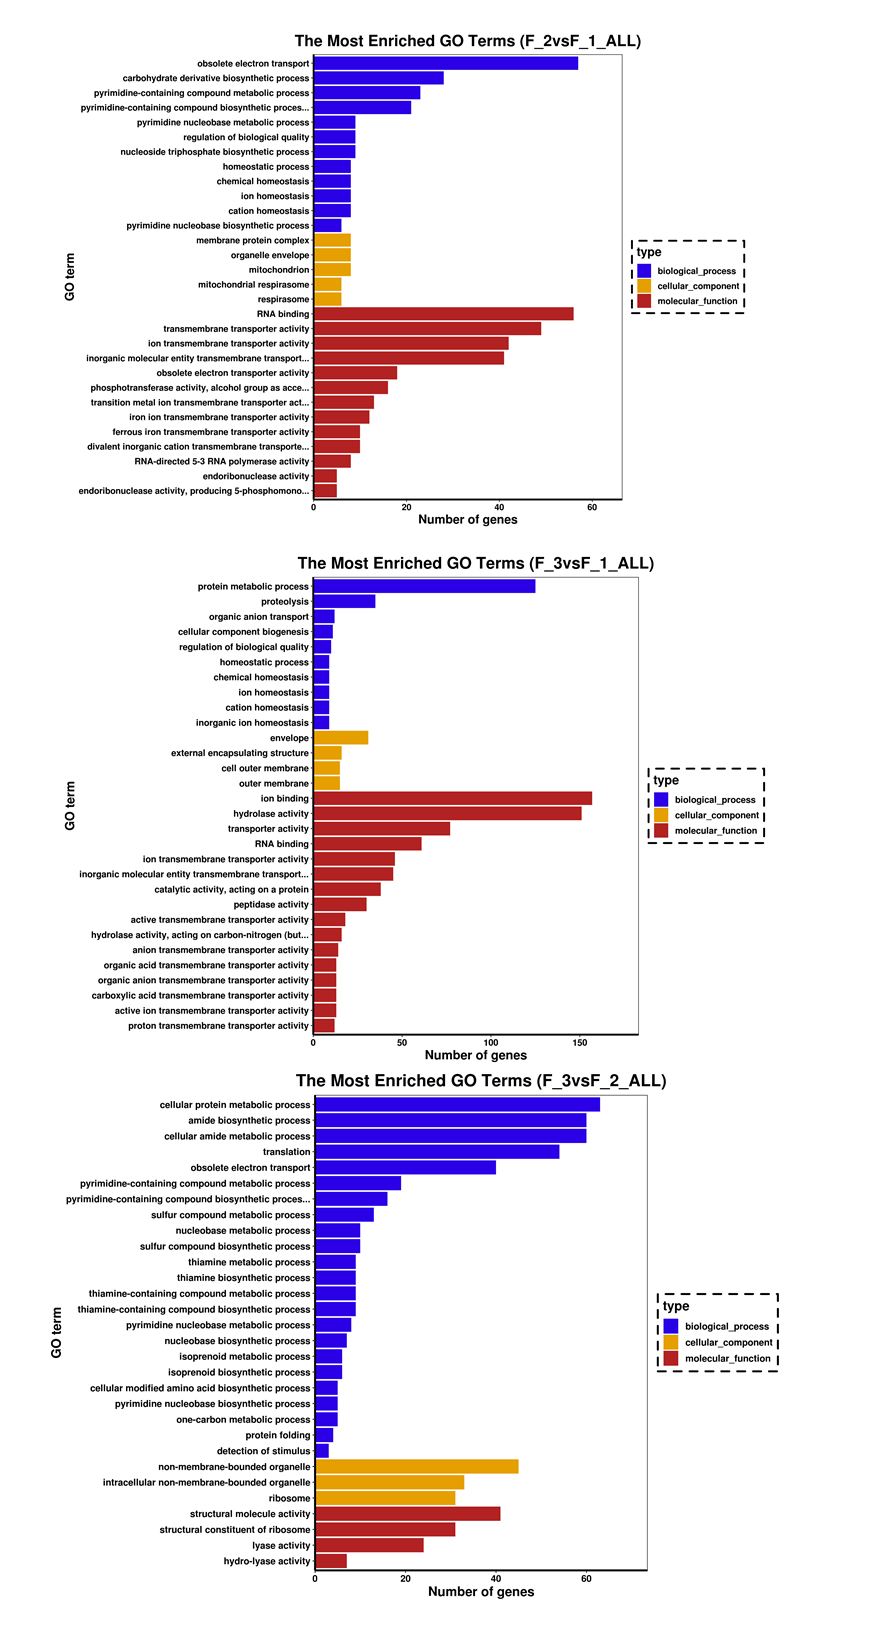 The Most Enriched GO Terms (F_2vsF_1_ALL)
obsolete electron transport
carbohydrate derivative biosynthetic process
pyrimidine-containing compound metabolic process
pyrimidine-containing compound biosynthetic proces...
pyrimidine nucleobase metabolic process
regulation of biological quality
nucleoside triphosphate biosynthetic process
homeostatic process
chemical homeostasis
ion homeostasis
cation homeostasis
pyrimidine nucleobase biosynthetic process
membrane protein complex
organelle envelope
mitochondrion
mitochondrial respirasome
respirasome
RNA binding
transmembrane transporter activity
ion transmembrane transporter activity
inorganic molecular entity transmembrane transport...
obsolete electron transporter activity
phosphotransferase activity, alcohol group as acce...
transition metal ion transmembrane transporter act...
iron ion transmembrane transporter activity
ferrous iron transmembrane transporter activity
divalent inorganic cation transmembrane transporte...
RNA-directed 5-3 RNA polymerase activity
endoribonuclease activity
endoribonuclease activity, producing 5-phosphomono...
GO term
0 20 40 60
Number of genes
type
biological_process
cellular_component
molecular_function
The Most Enriched GO Terms (F_3vsF_1_ALL)
protein metabolic process
proteolysis
organic anion transport
cellular component biogenesis
regulation of biological quality
homeostatic process
chemical homeostasis
ion homeostasis
cation homeostasis
inorganic ion homeostasis
envelope
external encapsulating structure
cell outer membrane
outer membrane
ion binding
hydrolase activity
transporter activity
RNA binding
ion transmembrane transporter activity
inorganic molecular entity transmembrane transport...
catalytic activity, acting on a protein
peptidase activity
active transmembrane transporter activity
hydrolase activity, acting on carbon-nitrogen (but...
anion transmembrane transporter activity
organic acid transmembrane transporter activity
organic anion transmembrane transporter activity
carboxylic acid transmembrane transporter activity
active ion transmembrane transporter activity
proton transmembrane transporter activity
GO term
0 50 100 150
Number of genes
type
biological_process
cellular_component
molecular_function
The Most Enriched GO Terms (F_3vsF_2_ALL)
cellular protein metabolic process
amide biosynthetic process
cellular amide metabolic process
translation
obsolete electron transport
pyrimidine-containing compound metabolic process
pyrimidine-containing compound biosynthetic proces...
sulfur compound metabolic process
nucleobase metabolic process
sulfur compound biosynthetic process
thiamine metabolic process
thiamine biosynthetic process
thiamine-containing compound metabolic process
thiamine-containing compound biosynthetic process
pyrimidine nucleobase metabolic process
nucleobase biosynthetic process
isoprenoid metabolic process
isoprenoid biosynthetic process
cellular modified amino acid biosynthetic process
pyrimidine nucleobase biosynthetic process
one-carbon metabolic process
protein folding
detection of stimulus
non-membrane-bounded organelle
intracellular non-membrane-bounded organelle
ribosome
structural molecule activity
structural constituent of ribosome
lyase activity
hydro-lyase activity
GO term
0 20 40 60
Number of genes
type
biological_process
cellular_component
molecular_function